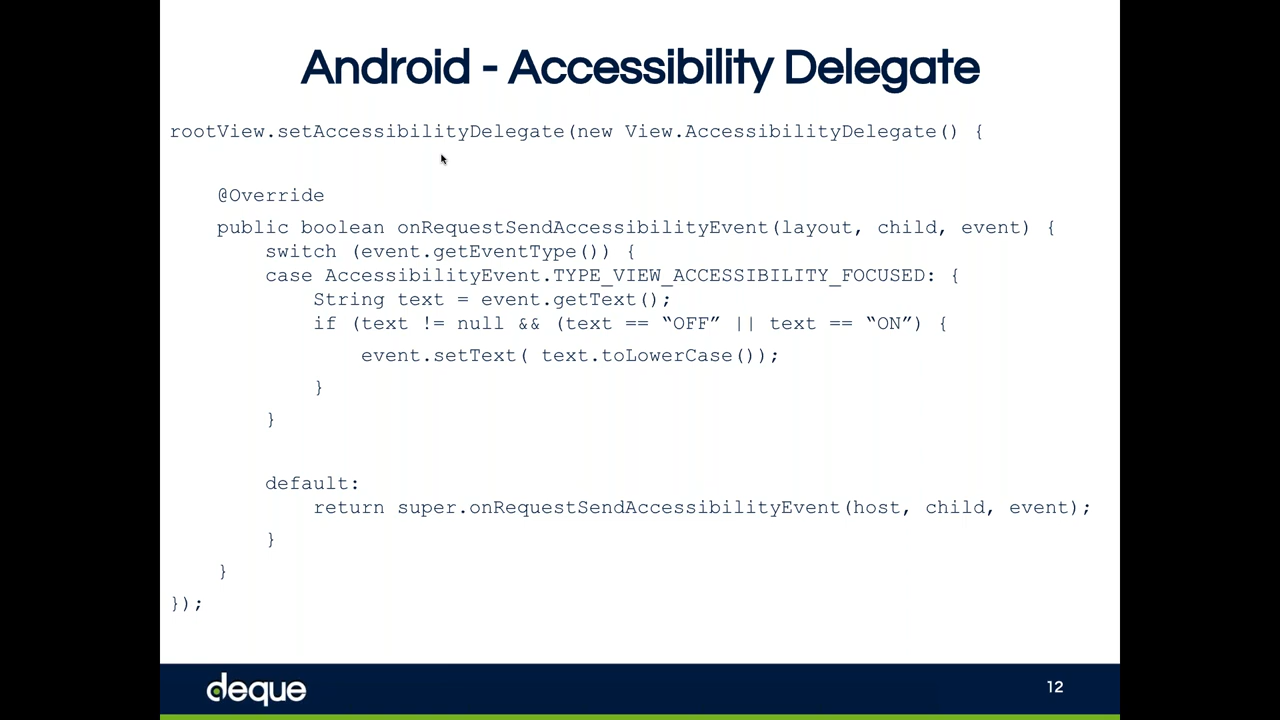 Android - Accessibility Delegate
rootView.setAccessibilityDelegate(new View.AccessibilityDelegate() {
@Override
public boolean onRequestSendAccessibilityEvent(layout, child, event) {
switch (event.getEventType()) {
case AccessibilityEvent.TYPE_VIEW_ACCESSIBILITY_FOCUSED: {
String text = event.getText();
if (text != null && (text == “OFF” || text == “ON”) {
event.setText( text.toLowerCase());
}
}
default:
return super.onRequestSendAccessibilityEvent(host, child, event);
}
}
});
deque
12